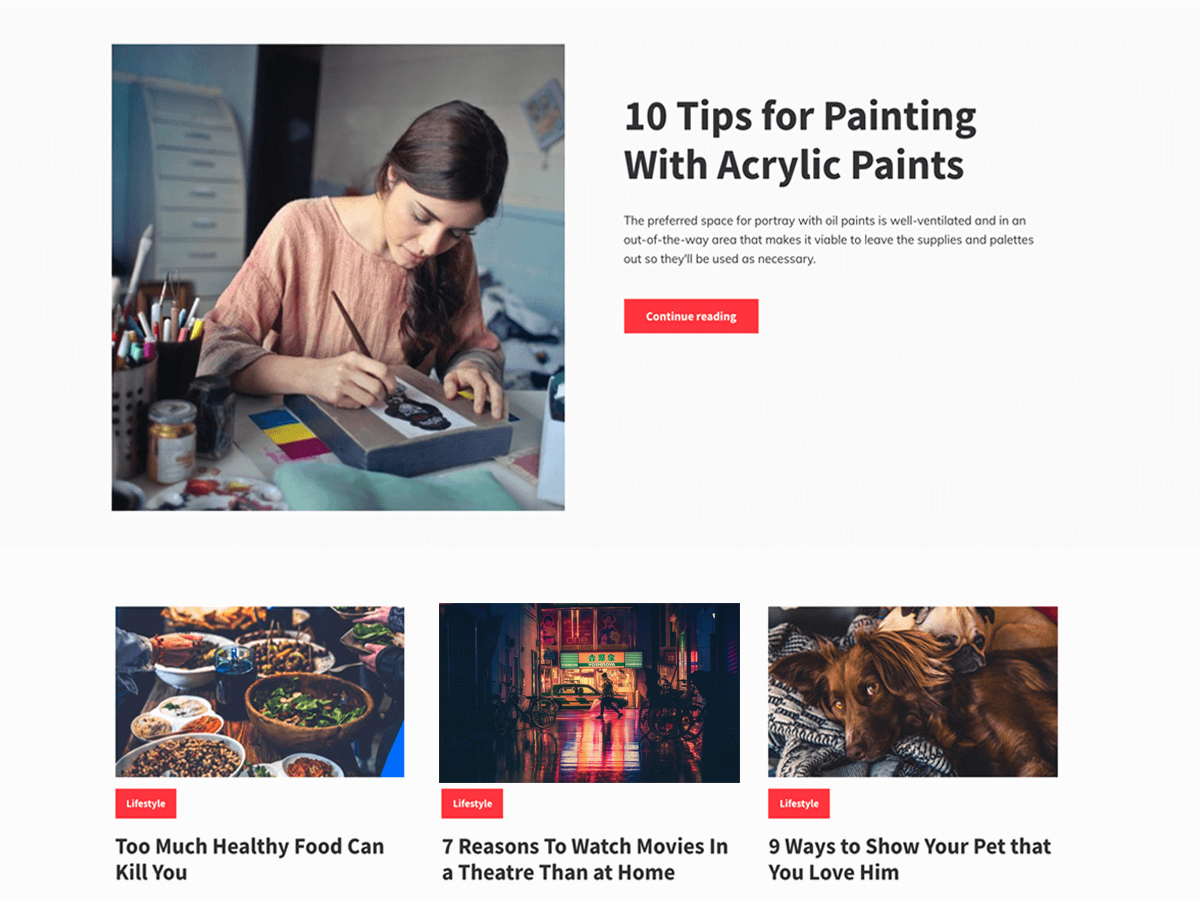 10 Tips for Painting
With Acrylic Paints
The preferred space for portray with oil paints is well-ventilated and in an
out-of-the-way area that makes it viable to leave the supplies and palettes
out so they'll be used as necessary.
Continue reading
吉野家
YOSHINOYA
Lifestyle
Lifestyle
Lifestyle
Too Much Healthy Food Can
Kill You
7 Reasons To Watch Movies In
a Theatre Than at Home
9 Ways to Show Your Pet that
You Love Him